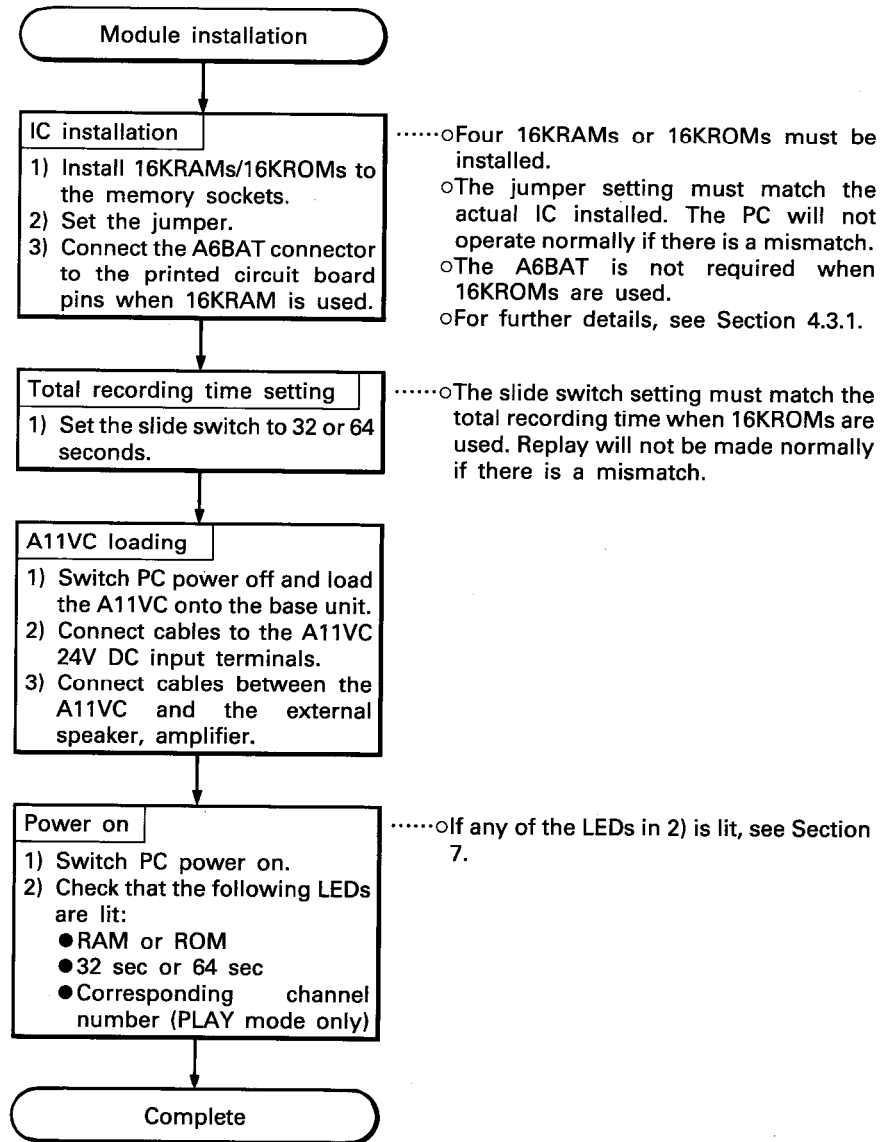 Module installation
IC installation
1) Install 16KRAMs/16KROMs to
the memory sockets.
2) Set the jumper.
3) Connect the A6BAT connector
to the printed circuit board
pins when 16KRAM is used.
······○Four 16KRAMs or 16KROMs must be
installed.
○The jumper setting must match the
actual IC installed. The PC will not
operate normally if there is a mismatch.
○The A6BAT is not required when
16KROMs are used.
○For further details, see Section 4.3.1.
Total recording time setting
1) Set the slide switch to 32 or 64
seconds.
······○The slide switch setting must match the
total recording time when 16KROMs are
used. Replay will not be made normally
if there is a mismatch.
A11VC loading
1) Switch PC power off and load
the A11VC onto the base unit.
2) Connect cables to the A11VC
24V DC input terminals.
3) Connect cables between the
A11VC and the external
speaker, amplifier.
Power on
1) Switch PC power on.
2) Check that the following LEDs
are lit:
●RAM or ROM
●32 sec or 64 sec
●Corresponding channel
number (PLAY mode only)
······○If any of the LEDs in 2) is lit, see Section
7.
Complete